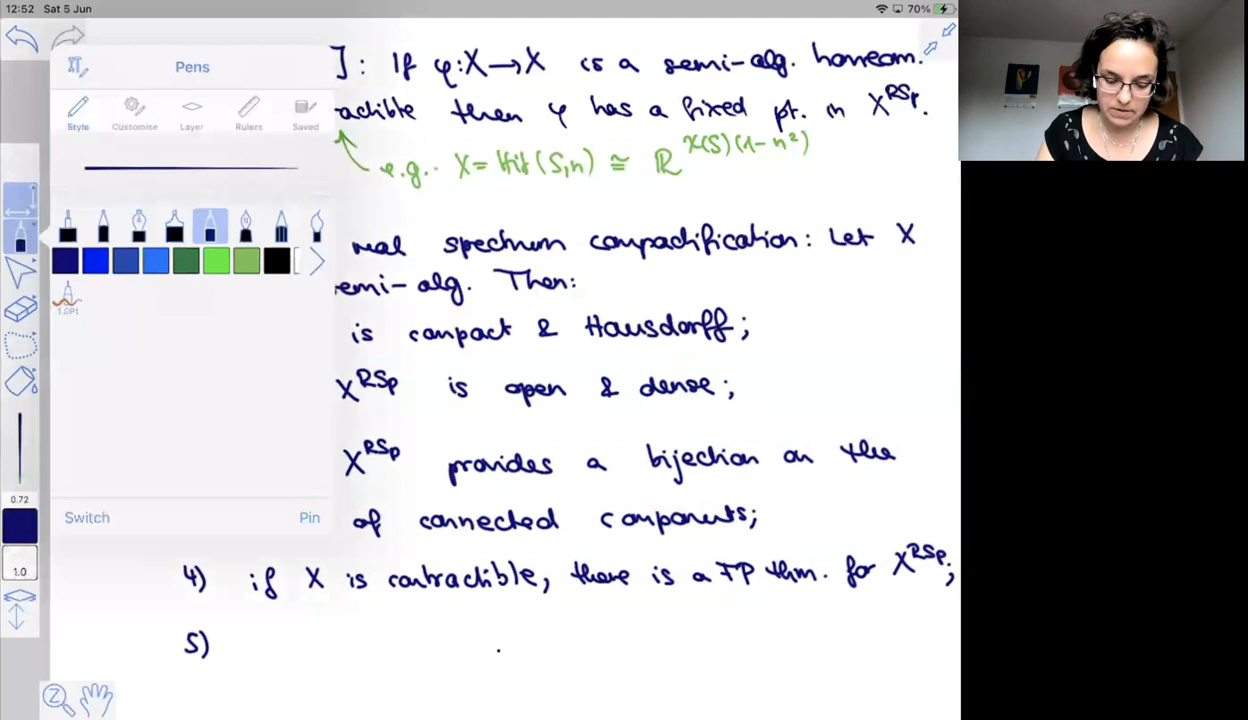 12:52 Sat 5 Jun 70%
Pens
Style Customise Layer Rulers Saved
1.0PT
0.72
1.0
Switch Pin
]: If φ:X→X is a semi-alg. homeom.
actible then φ has a fixed pt. in X^RSp.
e.g.. X = Hit(S,n) ≅ ℝ^χ(S)(1-n²)
real spectrum compactification: Let X
emi-alg. Then:
is compact & Hausdorff;
X^RSp is open & dense;
X^RSp provides a bijection on the
of connected components;
4) if X is contractible, there is a FP thm. for X^RSp;
5)